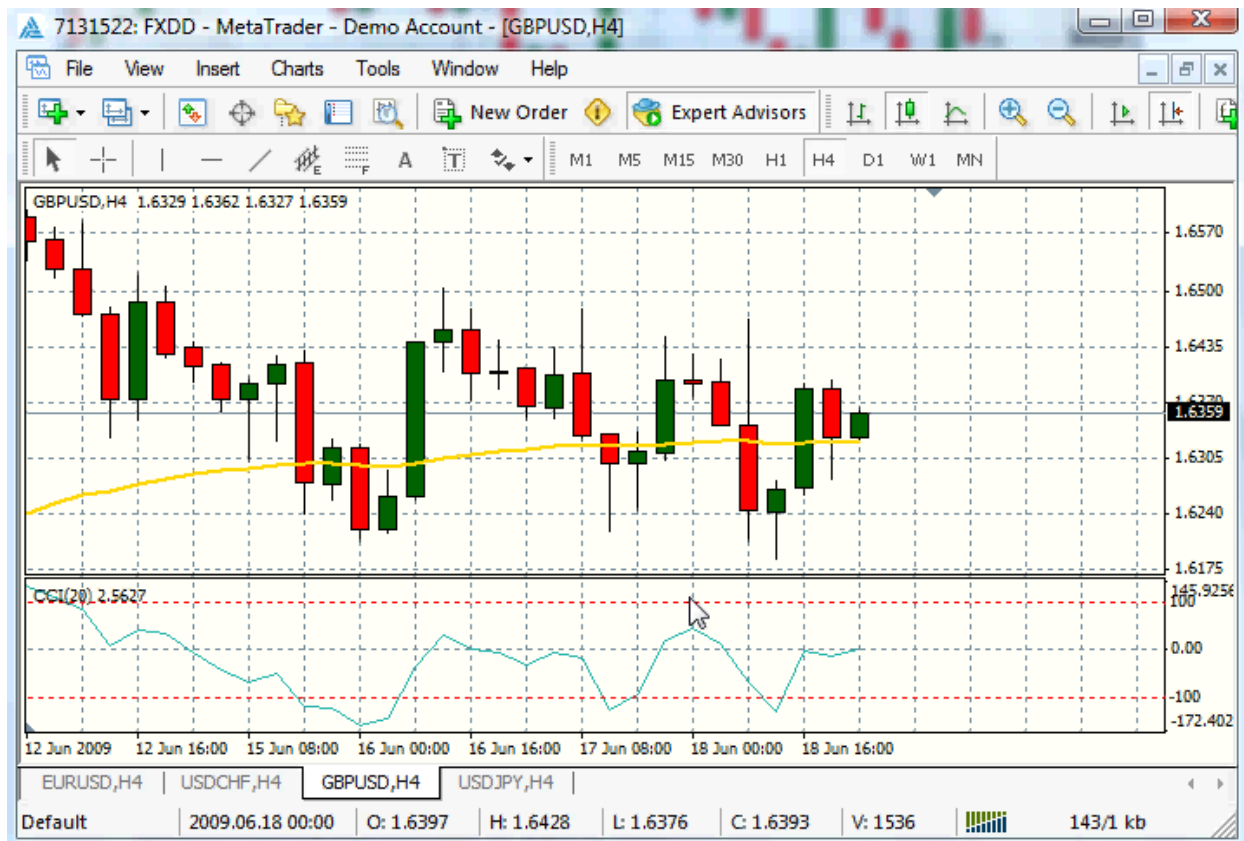 7131522: FXDD - MetaTrader - Demo Account - [GBPUSD,H4]
File View Insert Charts Tools Window Help
New Order Expert Advisors
E F A T M1 M5 M15 M30 H1 H4 D1 W1 MN
GBPUSD,H4 1.6329 1.6362 1.6327 1.6359
1.6570
1.6500
1.6435
1.6370
1.6359
1.6305
1.6240
1.6175
CCI(20) 2.5627
145.9256
100
0.00
-100
-172.402
12 Jun 2009 12 Jun 16:00 15 Jun 08:00 16 Jun 00:00 16 Jun 16:00 17 Jun 08:00 18 Jun 00:00 18 Jun 16:00
EURUSD,H4 USDCHF,H4 GBPUSD,H4 USDJPY,H4
Default 2009.06.18 00:00 O: 1.6397 H: 1.6428 L: 1.6376 C: 1.6393 V: 1536 143/1 kb